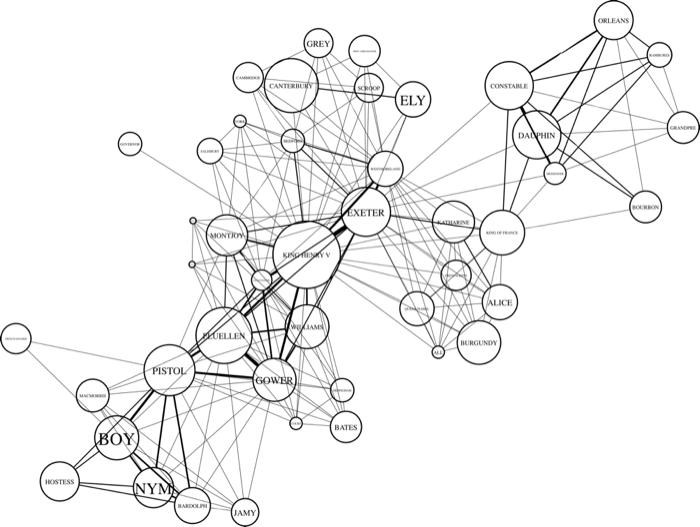 ORLEANS
GREY
RAMBURES
CAMBRIDGE
CANTERBURY
SCROOP
CONSTABLE
ELY
YORK
GRANDPRE
DAUPHIN
GOVERNOR
BEDFORD
SALISBURY
WESTMORELAND
MESSENGER
BOURBON
EXETER
KATHARINE
MONTJOY
KING OF FRANCE
KING HENRY V
ALICE
WILLIAMS
FLUELLEN
BURGUNDY
ALL
PISTOL
GOWER
MACMORRIS
BATES
BOY
HOSTESS
NYM
BARDOLPH
JAMY